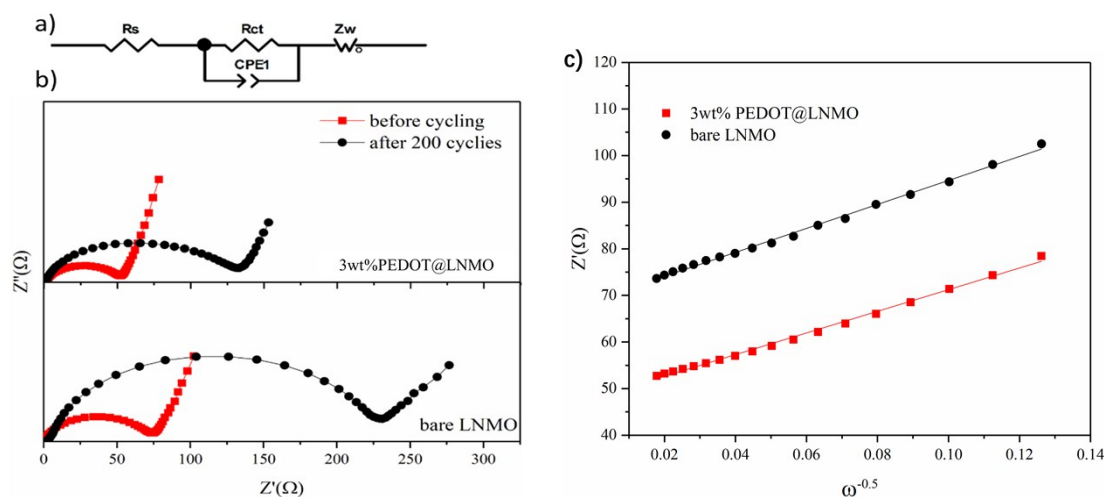 a)
Rs
Rct
Zw
CPE1
b)
before cycling
after 200 cyclies
3wt%PEDOT@LNMO
Z''(Ω)
bare LNMO
Z''(Ω)
0 50 100 150 200 250 300
Z'(Ω)
c)
120
110
100
90
80
70
60
50
40
3wt% PEDOT@LNMO
bare LNMO
Z'(Ω)
0.02 0.04 0.06 0.08 0.10 0.12 0.14
ω-0.5